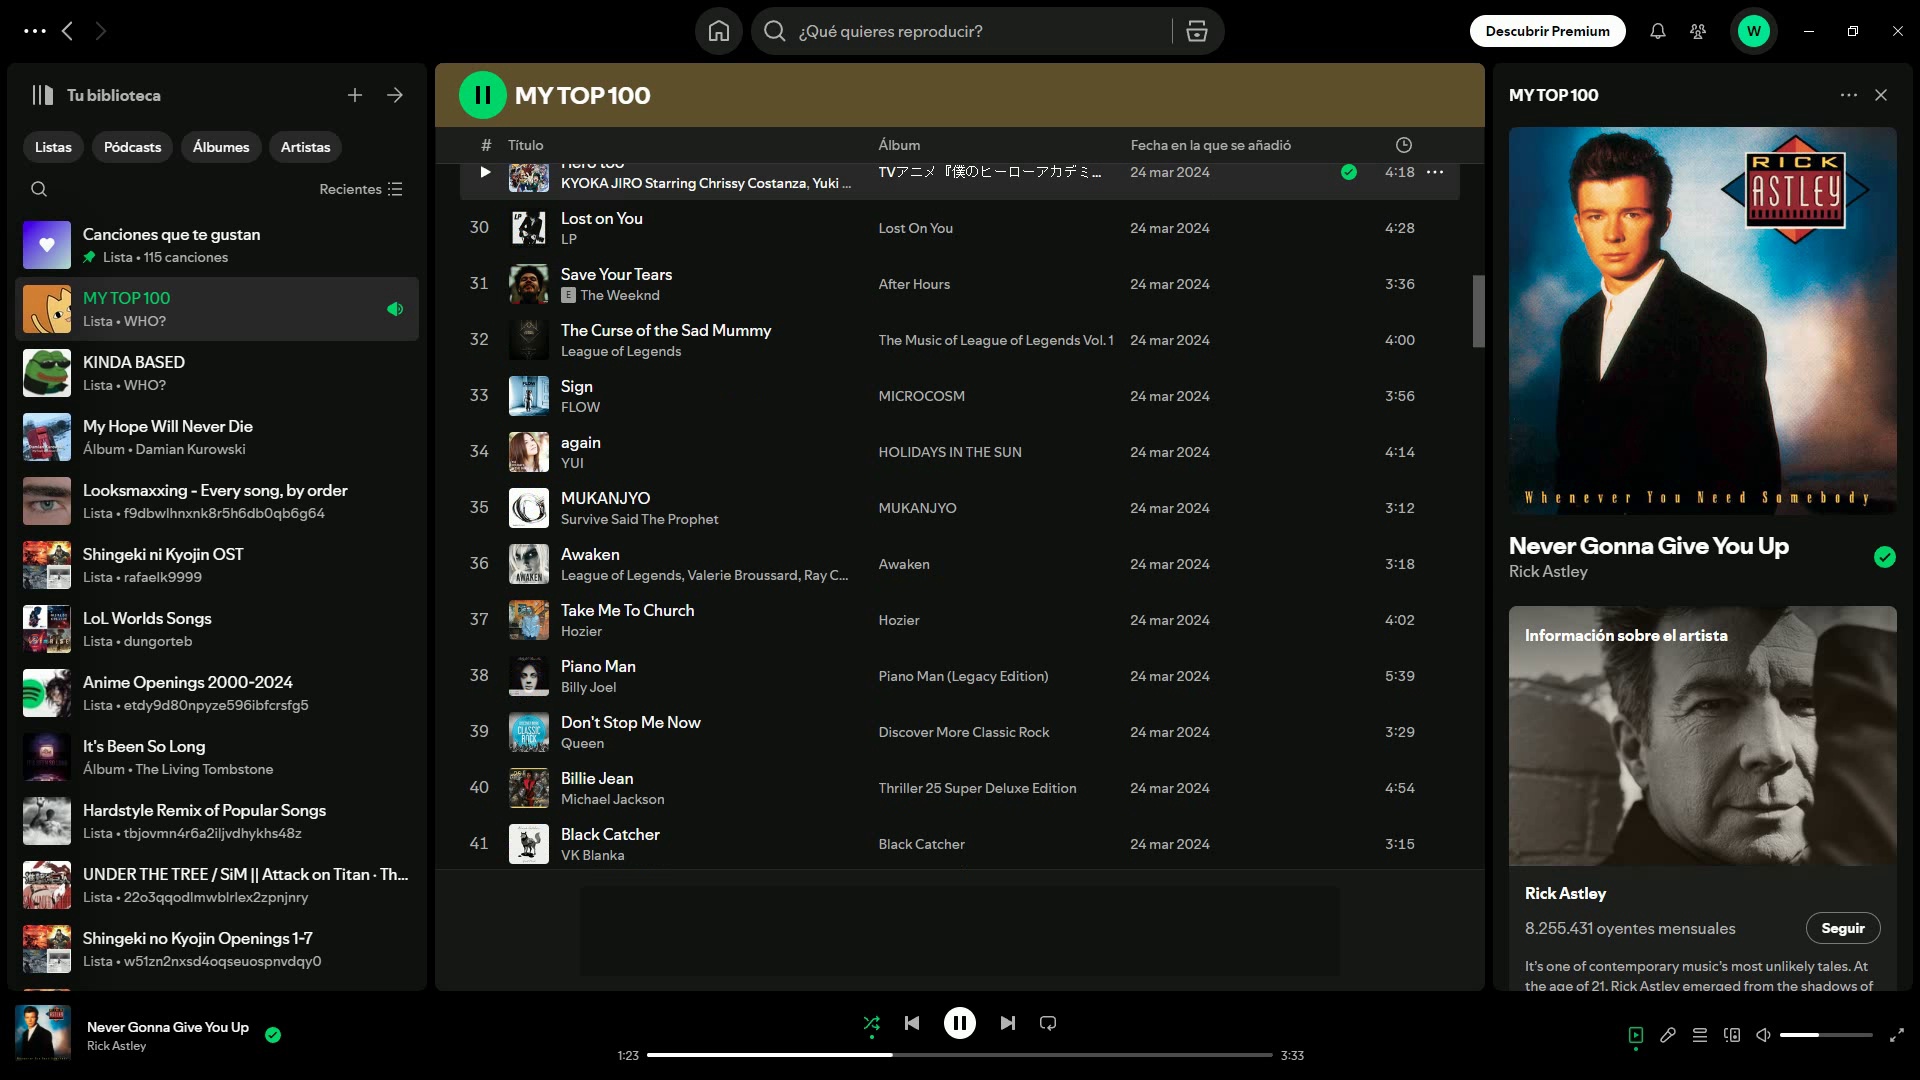 ¿Qué quieres reproducir?
Descubrir Premium
W
Tu biblioteca
Listas
Pódcasts
Álbumes
Artistas
Recientes
Canciones que te gustan
Lista • 115 canciones
MY TOP 100
Lista • WHO?
KINDA BASED
Lista • WHO?
My Hope Will Never Die
Álbum • Damian Kurowski
Looksmaxxing - Every song, by order
Lista • f9dbwlhnxnk8r5h6db0qb6g64
Shingeki ni Kyojin OST
Lista • rafaelk9999
LoL Worlds Songs
Lista • dungorteb
Anime Openings 2000-2024
Lista • etdy9d80npyze596ibfcrsfg5
It's Been So Long
Álbum • The Living Tombstone
Hardstyle Remix of Popular Songs
Lista • tbjovmn4r6a2iljvdhykhs48z
UNDER THE TREE / SiM || Attack on Titan · Th...
Lista • 22o3qqodlmwblrlex2zpnjnry
Shingeki no Kyojin Openings 1-7
Lista • w51zn2nxsd4oqseuospnvdqy0
MY TOP 100
# Título Álbum Fecha en la que se añadió
Hero too
KYOKA JIRO Starring Chrissy Costanza, Yuki ... TVアニメ『僕のヒーローアカデミ... 24 mar 2024 4:18
30 Lost on You Lost On You 24 mar 2024 4:28
LP
31 Save Your Tears After Hours 24 mar 2024 3:36
E The Weeknd
32 The Curse of the Sad Mummy The Music of League of Legends Vol. 1 24 mar 2024 4:00
League of Legends
33 Sign MICROCOSM 24 mar 2024 3:56
FLOW
34 again HOLIDAYS IN THE SUN 24 mar 2024 4:14
YUI
35 MUKANJYO MUKANJYO 24 mar 2024 3:12
Survive Said The Prophet
36 Awaken Awaken 24 mar 2024 3:18
League of Legends, Valerie Broussard, Ray C...
37 Take Me To Church Hozier 24 mar 2024 4:02
Hozier
38 Piano Man Piano Man (Legacy Edition) 24 mar 2024 5:39
Billy Joel
39 Don't Stop Me Now Discover More Classic Rock 24 mar 2024 3:29
Queen
40 Billie Jean Thriller 25 Super Deluxe Edition 24 mar 2024 4:54
Michael Jackson
41 Black Catcher Black Catcher 24 mar 2024 3:15
VK Blanka
MY TOP 100
RICK
ASTLEY
Whenever You Need Somebody
Never Gonna Give You Up
Rick Astley
Información sobre el artista
Rick Astley
8.255.431 oyentes mensuales
Seguir
It's one of contemporary music's most unlikely tales. At
the age of 21, Rick Astley emerged from the shadows of
Never Gonna Give You Up
Rick Astley
1:23
3:33